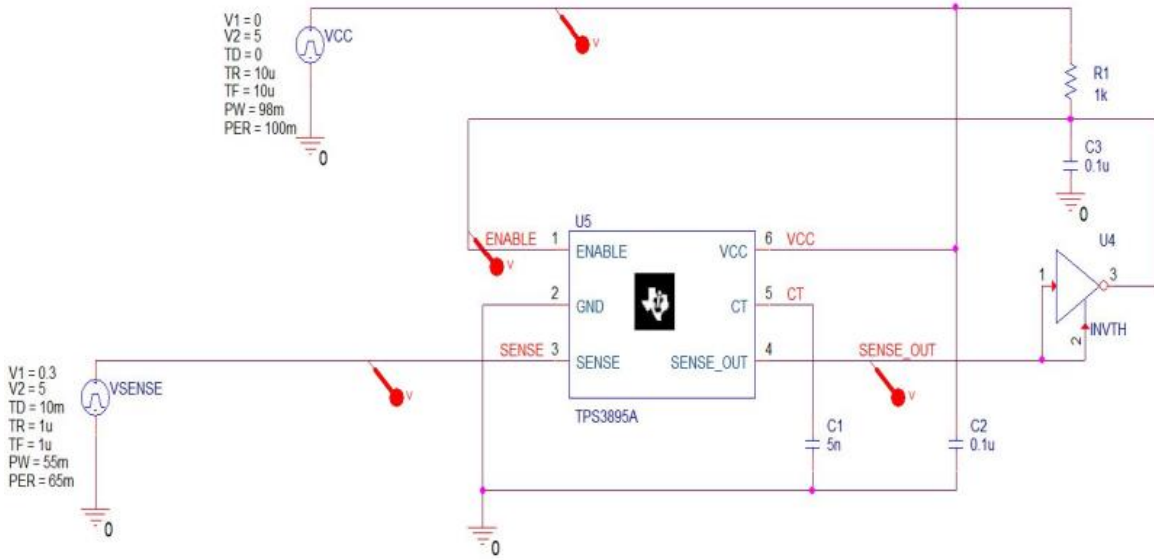 V1 = 0
V2 = 5
TD = 0
TR = 10u
TF = 10u
PW = 98m
PER = 100m
VCC
0
V
R1
1k
C3
0.1u
0
U5
ENABLE 1 ENABLE
V
VCC 6 VCC
2 GND
CT 5 CT
SENSE 3 SENSE
SENSE_OUT 4 SENSE_OUT
TPS3895A
U4
1
3
INVTH
2
V1 = 0.3
V2 = 5
TD = 10m
TR = 1u
TF = 1u
PW = 55m
PER = 65m
VSENSE
0
V
V
C1
5n
C2
0.1u
0